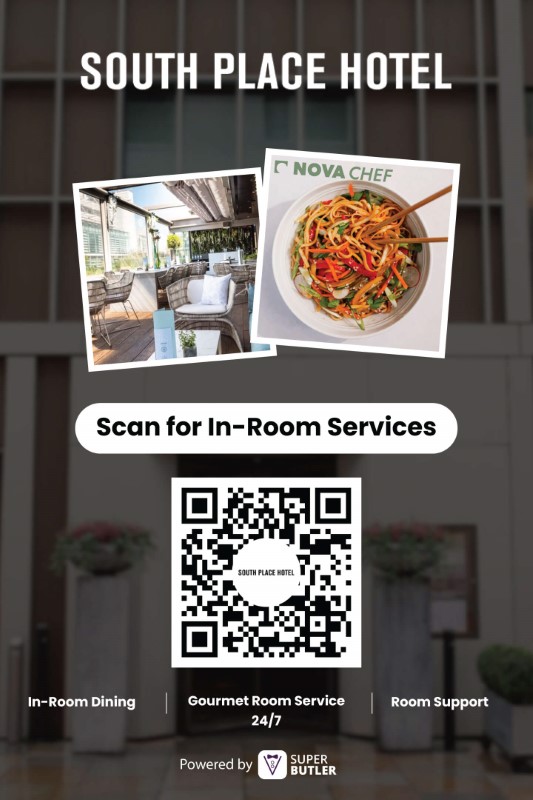 SOUTH PLACE HOTEL
NOVA CHEF
Scan for In-Room Services
SOUTH PLACE HOTEL
In-Room Dining
Gourmet Room Service
24/7
Room Support
Powered by
SUPER
BUTLER